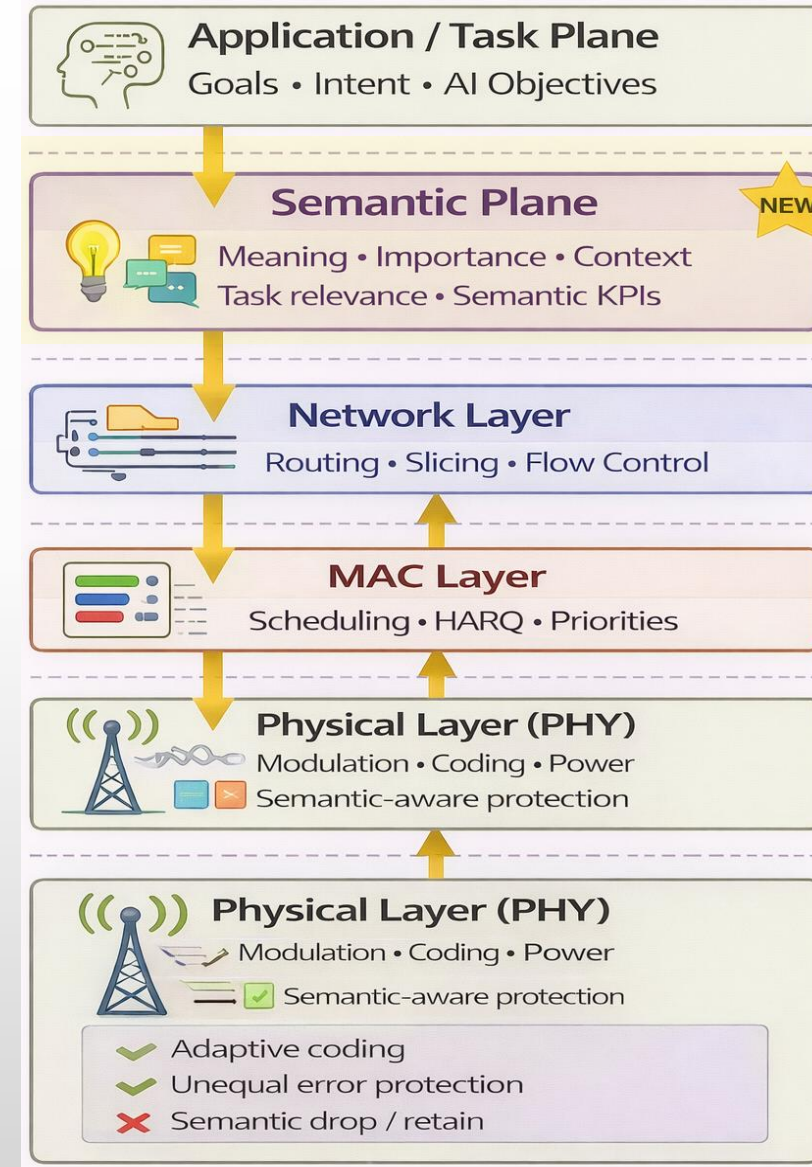 Application / Task Plane
Goals • Intent • AI Objectives
Semantic Plane
NEW
Meaning • Importance • Context
Task relevance • Semantic KPIs
Network Layer
Routing • Slicing • Flow Control
MAC Layer
Scheduling • HARQ • Priorities
Physical Layer (PHY)
Modulation • Coding • Power
Semantic-aware protection
Physical Layer (PHY)
Modulation • Coding • Power
Semantic-aware protection
Adaptive coding
Unequal error protection
Semantic drop / retain